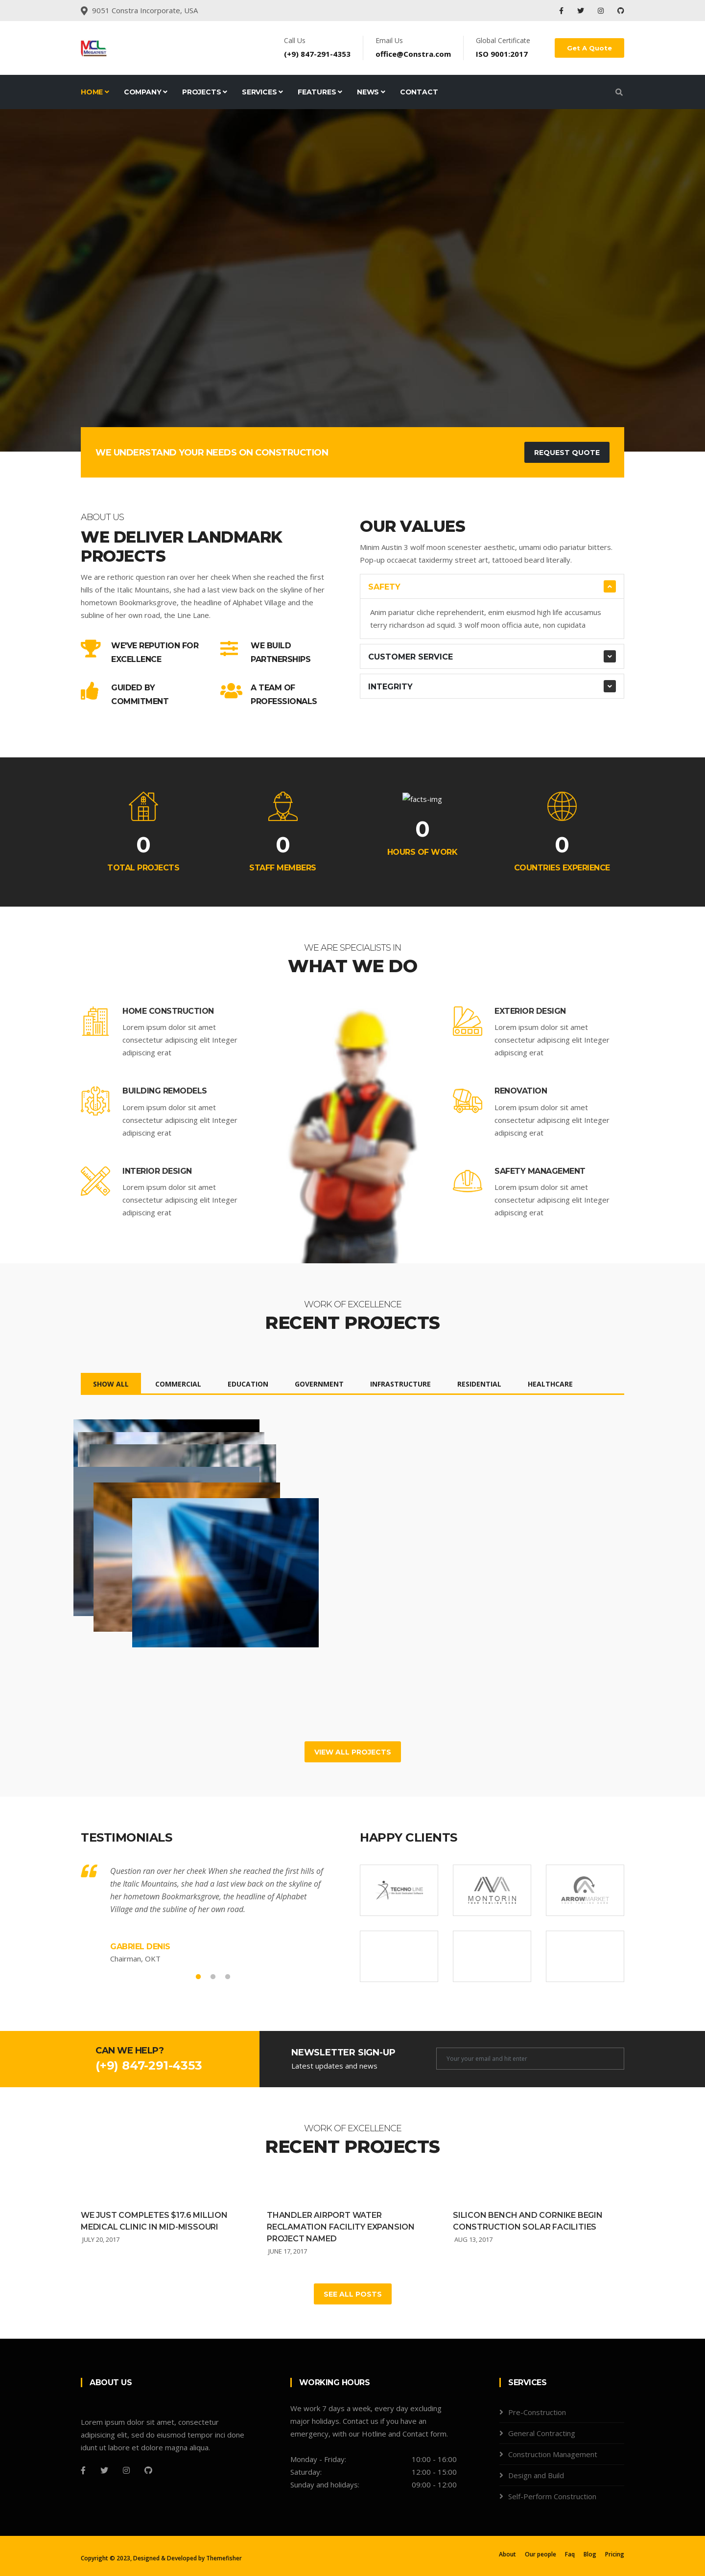 9051 Constra Incorporate, USA
MCL
Call Us
(+9) 847-291-4353
Email Us
office@Constra.com
Global Certificate
ISO 9001:2017
Get A Quote
HOME
COMPANY
PROJECTS
SERVICES
FEATURES
NEWS
CONTACT
WE UNDERSTAND YOUR NEEDS ON CONSTRUCTION
REQUEST QUOTE
ABOUT US
WE DELIVER LANDMARK
PROJECTS
We are rethoric question ran over her cheek When she reached the first
hills of the Italic Mountains, she had a last view back on the skyline of her
hometown Bookmarksgrove, the headline of Alphabet Village and the
subline of her own road, the Line Lane.
WE'VE REPUTION FOR
EXCELLENCE
WE BUILD
PARTNERSHIPS
GUIDED BY
COMMITMENT
A TEAM OF
PROFESSIONALS
OUR VALUES
Minim Austin 3 wolf moon scenester aesthetic, umami odio pariatur bitters.
Pop-up occaecat taxidermy street art, tattooed beard literally.
SAFETY
Anim pariatur cliche reprehenderit, enim eiusmod high life accusamus
terry richardson ad squid. 3 wolf moon officia aute, non cupidata
CUSTOMER SERVICE
INTEGRITY
0
TOTAL PROJECTS
0
STAFF MEMBERS
facts-img
0
HOURS OF WORK
0
COUNTRIES EXPERIENCE
WE ARE SPECIALISTS IN
WHAT WE DO
HOME CONSTRUCTION
Lorem ipsum dolor sit amet
consectetur adipiscing elit Integer
adipiscing erat
BUILDING REMODELS
Lorem ipsum dolor sit amet
consectetur adipiscing elit Integer
adipiscing erat
INTERIOR DESIGN
Lorem ipsum dolor sit amet
consectetur adipiscing elit Integer
adipiscing erat
EXTERIOR DESIGN
Lorem ipsum dolor sit amet
consectetur adipiscing elit Integer
adipiscing erat
RENOVATION
Lorem ipsum dolor sit amet
consectetur adipiscing elit Integer
adipiscing erat
SAFETY MANAGEMENT
Lorem ipsum dolor sit amet
consectetur adipiscing elit Integer
adipiscing erat
WORK OF EXCELLENCE
RECENT PROJECTS
SHOW ALL
COMMERCIAL
EDUCATION
GOVERNMENT
INFRASTRUCTURE
RESIDENTIAL
HEALTHCARE
VIEW ALL PROJECTS
TESTIMONIALS
Question ran over her cheek When she reached the first hills of
the Italic Mountains, she had a last view back on the skyline of
her hometown Bookmarksgrove, the headline of Alphabet
Village and the subline of her own road.
GABRIEL DENIS
Chairman, OKT
HAPPY CLIENTS
TECHNO LINE
MONTORIN
ARROWMARKET
CAN WE HELP?
(+9) 847-291-4353
NEWSLETTER SIGN-UP
Latest updates and news
Your your email and hit enter
WORK OF EXCELLENCE
RECENT PROJECTS
WE JUST COMPLETES $17.6 MILLION
MEDICAL CLINIC IN MID-MISSOURI
JULY 20, 2017
THANDLER AIRPORT WATER
RECLAMATION FACILITY EXPANSION
PROJECT NAMED
JUNE 17, 2017
SILICON BENCH AND CORNIKE BEGIN
CONSTRUCTION SOLAR FACILITIES
AUG 13, 2017
SEE ALL POSTS
ABOUT US
Lorem ipsum dolor sit amet, consectetur
adipisicing elit, sed do eiusmod tempor inci done
idunt ut labore et dolore magna aliqua.
WORKING HOURS
We work 7 days a week, every day excluding
major holidays. Contact us if you have an
emergency, with our Hotline and Contact form.
Monday - Friday: 10:00 - 16:00
Saturday: 12:00 - 15:00
Sunday and holidays: 09:00 - 12:00
SERVICES
Pre-Construction
General Contracting
Construction Management
Design and Build
Self-Perform Construction
Copyright © 2023, Designed & Developed by Themefisher
About
Our people
Faq
Blog
Pricing